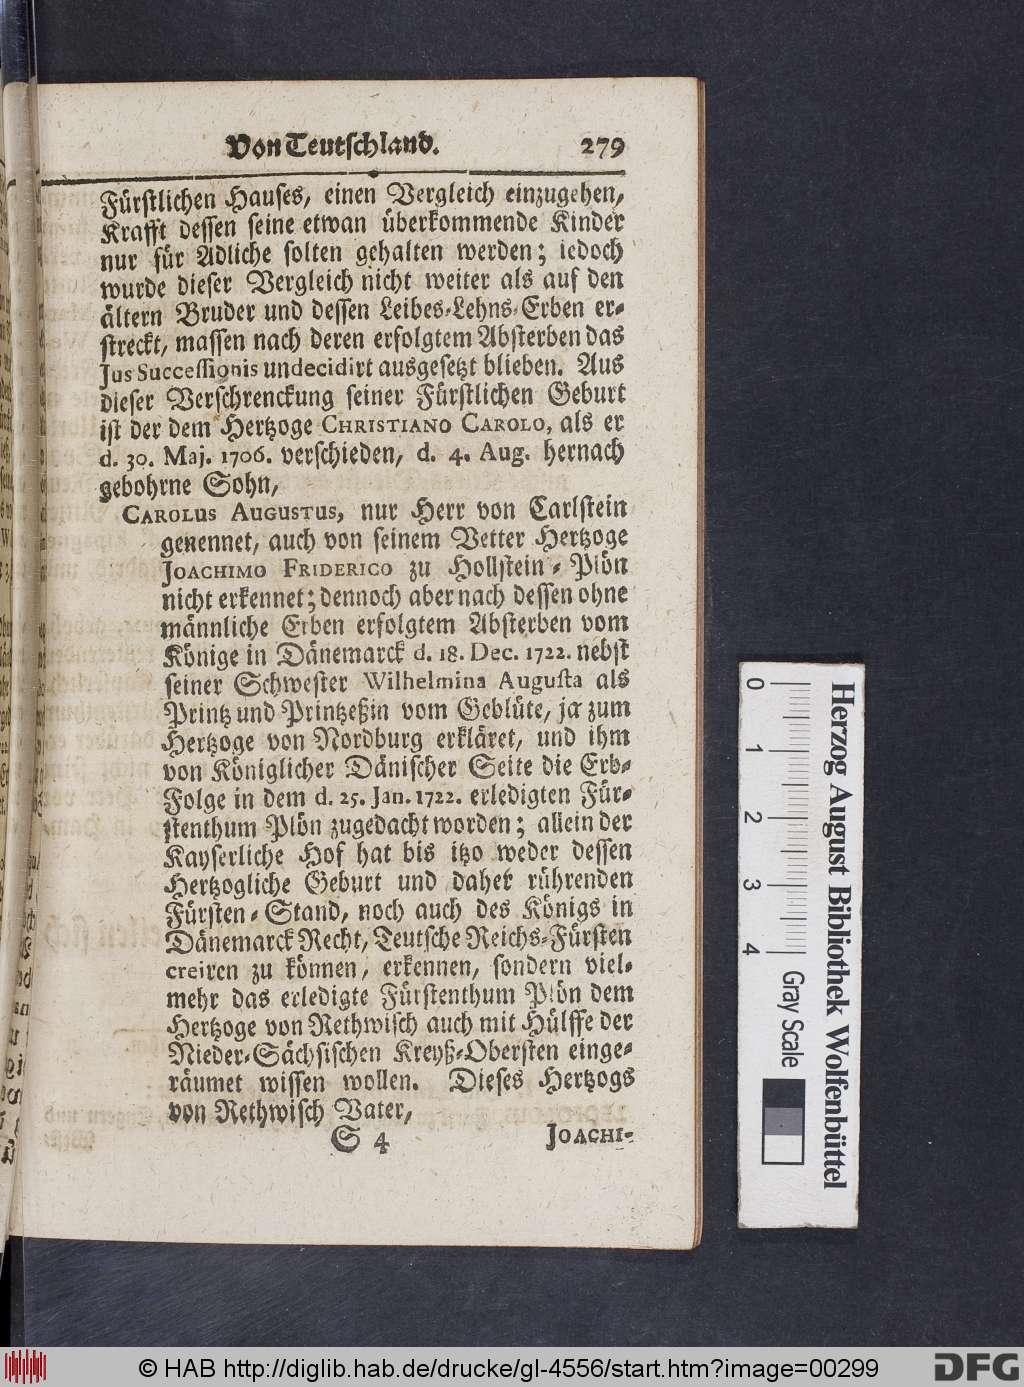 Von Teutschland. 279
Fürstlichen Hauses, einen Vergleich einzugehen,
Krafft dessen seine etwan überkommende Kinder
nur für Adliche solten gehalten werden; iedoch
wurde dieser Vergleich nicht weiter als auf den
ältern Bruder und dessen Leibes-Lehns-Erben er-
streckt, massen nach deren erfolgtem Absterben das
Jus Successionis undecidirt ausgesetzt blieben. Aus
dieser Verschrenckung seiner Fürstlichen Geburt
ist der dem Hertzoge CHRISTIANO CAROLO, als er
d. 30. Maj. 1706. verschieden, d. 4. Aug. hernach
gebohrne Sohn,
CAROLUS AUGUSTUS, nur Herr von Carlstein
genennet, auch von seinem Vetter Hertzoge
JOACHIMO FRIDERICO zu Hollstein-Plön
nicht erkennet; dennoch aber nach dessen ohne
männliche Erben erfolgtem Absterben vom
Könige in Dänemarck d. 18. Dec. 1722. nebst
seiner Schwester Wilhelmina Augusta als
Printz und Printzeßin vom Geblüte, ja zum
Hertzoge von Nordburg erkläret, und ihm
von Königlicher Dänischer Seite die Erb-
Folge in dem d. 25. Jan. 1722. erledigten Für-
stenthum Plön zugedacht worden; allein der
Kayserliche Hof hat bis itzo weder dessen
Hertzogliche Geburt und daher rührenden
Fürsten-Stand, noch auch des Königs in
Dänemarck Recht, Teutsche Reichs-Fürsten
creiren zu können, erkennen, sondern viel-
mehr das erledigte Fürstenthum Plön dem
Hertzoge von Rethwisch auch mit Hülffe der
Nieder-Sächsischen Kreyß-Obersten einge-
räumet wissen wollen. Dieses Hertzogs
von Rethwisch Vater,
S 4 JOACHI-
0 1 2 3 4 Gray Scale
Herzog August Bibliothek Wolfenbüttel
© HAB http://diglib.hab.de/drucke/gl-4556/start.htm?image=00299
DFG